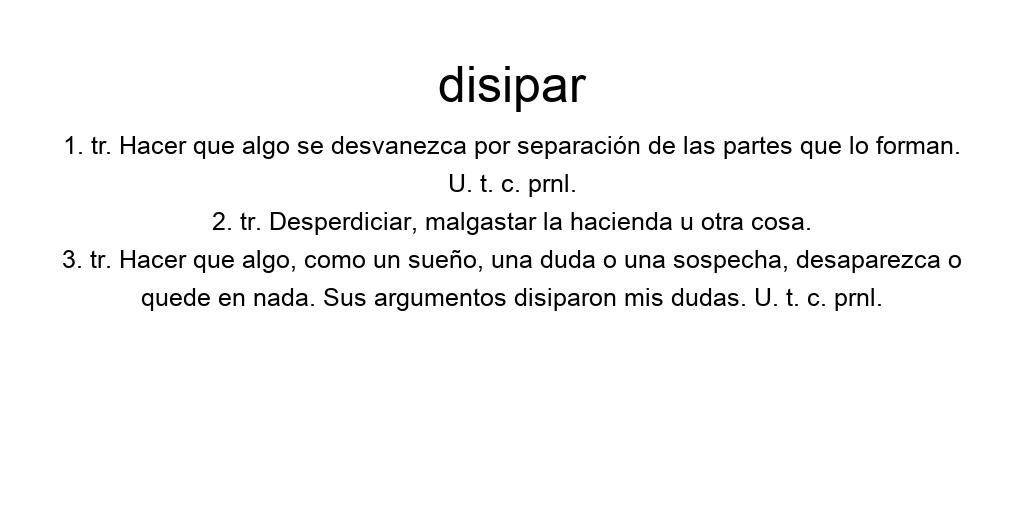 disipar
1. tr. Hacer que algo se desvanezca por separación de las partes que lo forman.
U. t. c. prnl.
2. tr. Desperdiciar, malgastar la hacienda u otra cosa.
3. tr. Hacer que algo, como un sueño, una duda o una sospecha, desaparezca o
quede en nada. Sus argumentos disiparon mis dudas. U. t. c. prnl.